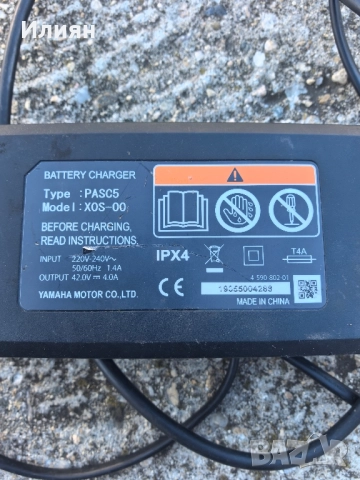 Илиян
BATTERY CHARGER
Type : PASC5
Model : X0S-00
BEFORE CHARGING,
READ INSTRUCTIONS.
INPUT 220V-240V~
50/60Hz 1.4A
OUTPUT 42.0V⎓4.0A
YAMAHA MOTOR CO.,LTD.
IPX4
T4A
CE
4 590 802 01
MADE IN CHINA
BAZAR